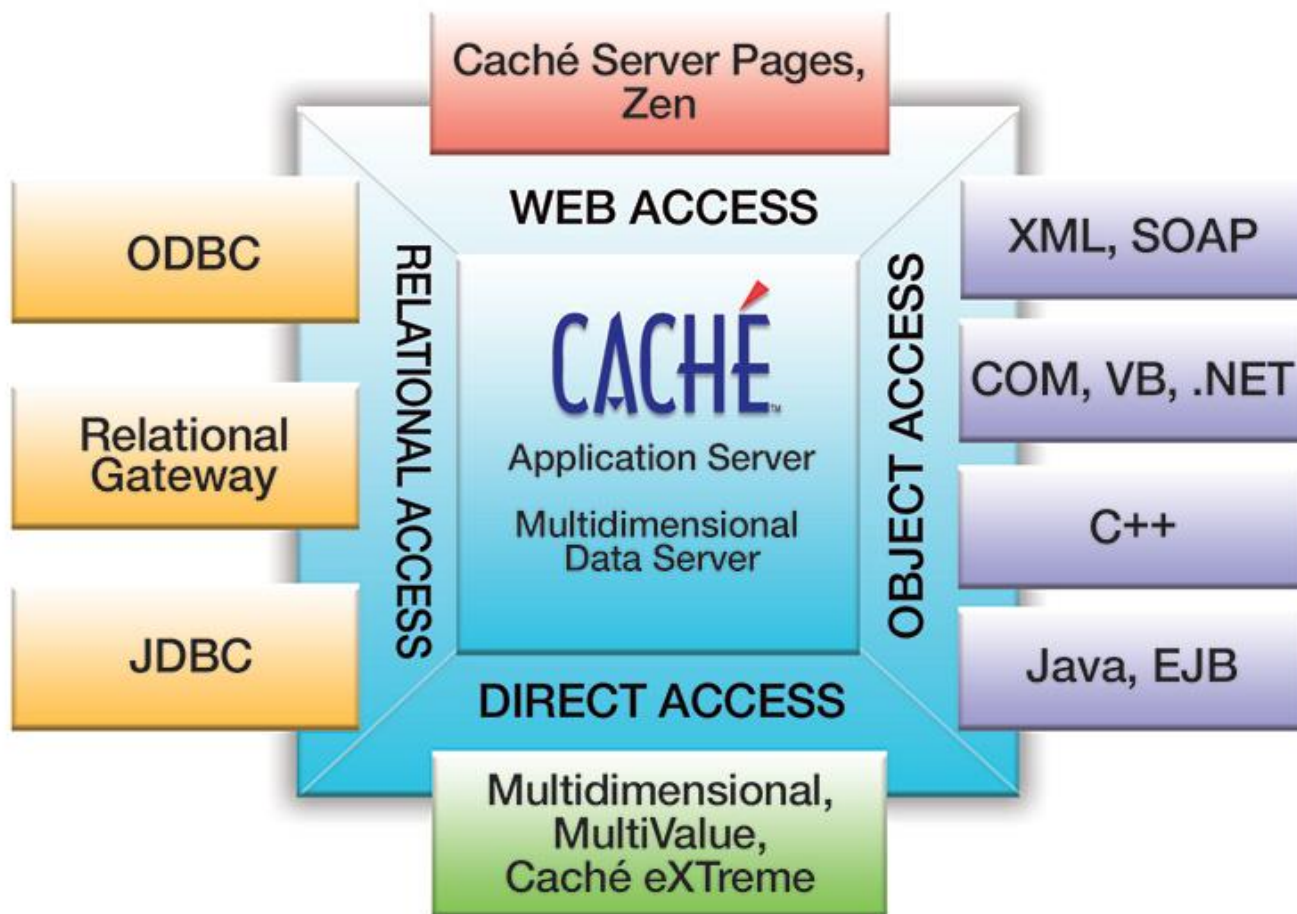 Caché Server Pages,
Zen
WEB ACCESS
ODBC
Relational
Gateway
JDBC
RELATIONAL ACCESS
CACHÉ™
Application Server
Multidimensional
Data Server
OBJECT ACCESS
XML, SOAP
COM, VB, .NET
C++
Java, EJB
DIRECT ACCESS
Multidimensional,
MultiValue,
Caché eXTreme